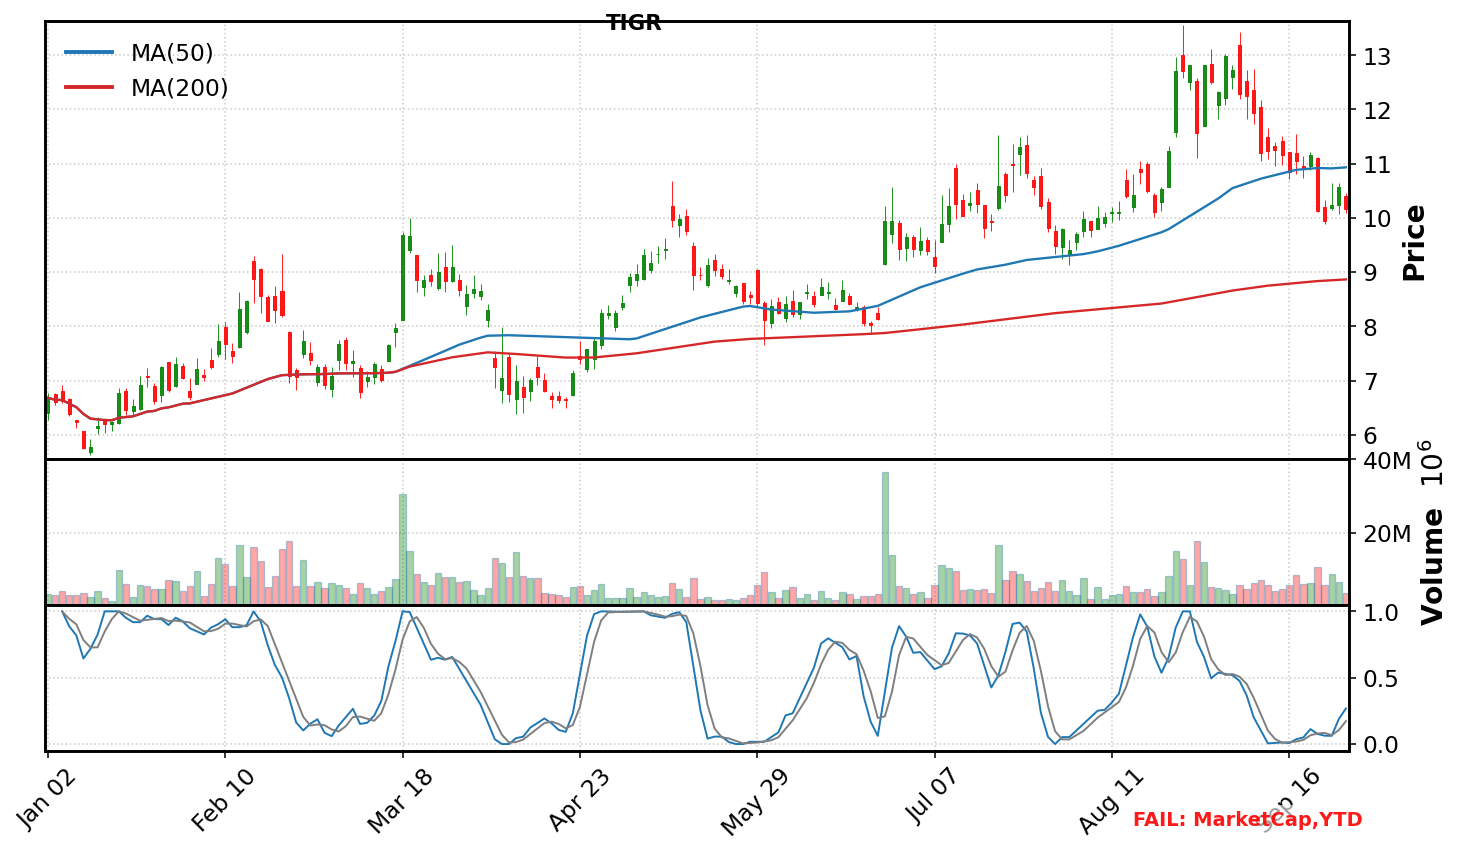 TIGR
MA(50)
MA(200)
13
12
11
10
9
8
7
6
Price
40M
20M
Volume 10^6
1.0
0.5
0.0
Jan 02
Feb 10
Mar 18
Apr 23
May 29
Jul 07
Aug 11
Sep 16
FAIL: MarketCap,YTD